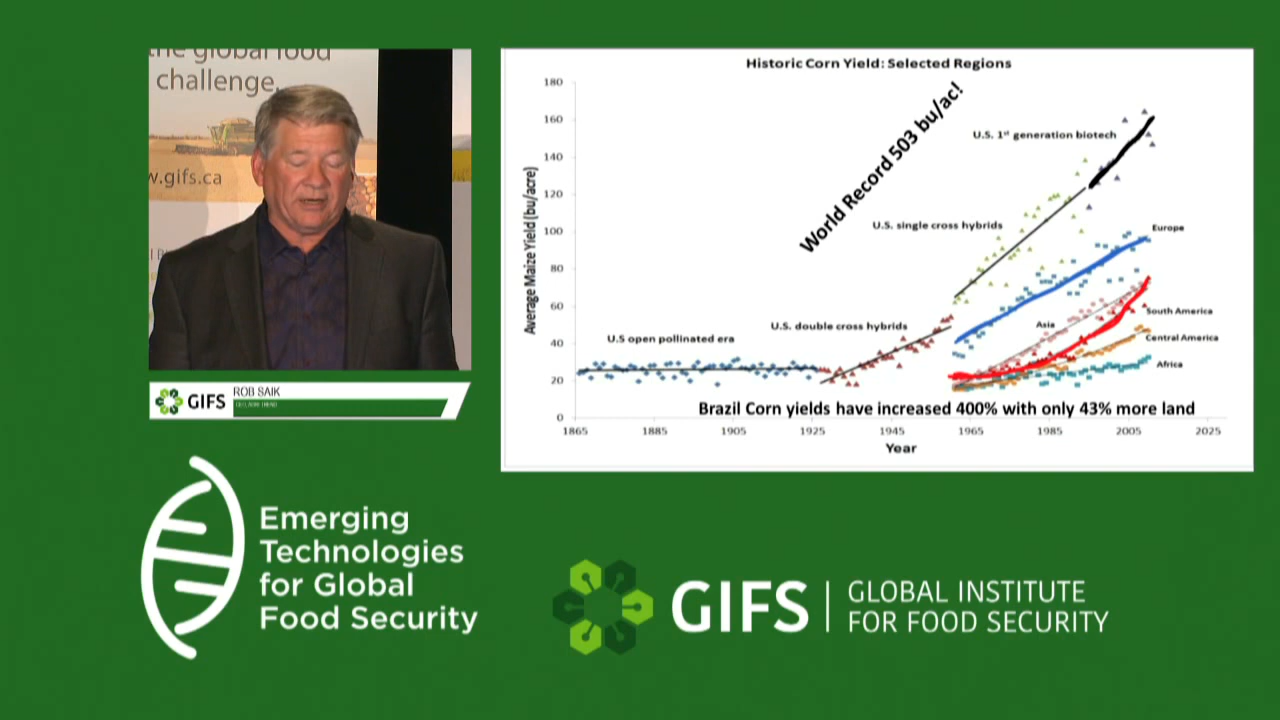 the global food
challenge.
w.gifs.ca
GIFS
ROB SAIK
Emerging
Technologies
for Global
Food Security
Historic Corn Yield: Selected Regions
World Record 503 bu/ac!
U.S. 1st generation biotech
U.S. single cross hybrids
Europe
U.S. double cross hybrids
U.S open pollinated era
Asia
South America
Central America
Africa
Brazil Corn yields have increased 400% with only 43% more land
Average Maize Yield (bu/acre)
180
160
140
120
100
80
60
40
20
0
1865
1885
1905
1925
1945
1965
1985
2005
2025
Year
GIFS
GLOBAL INSTITUTE
FOR FOOD SECURITY